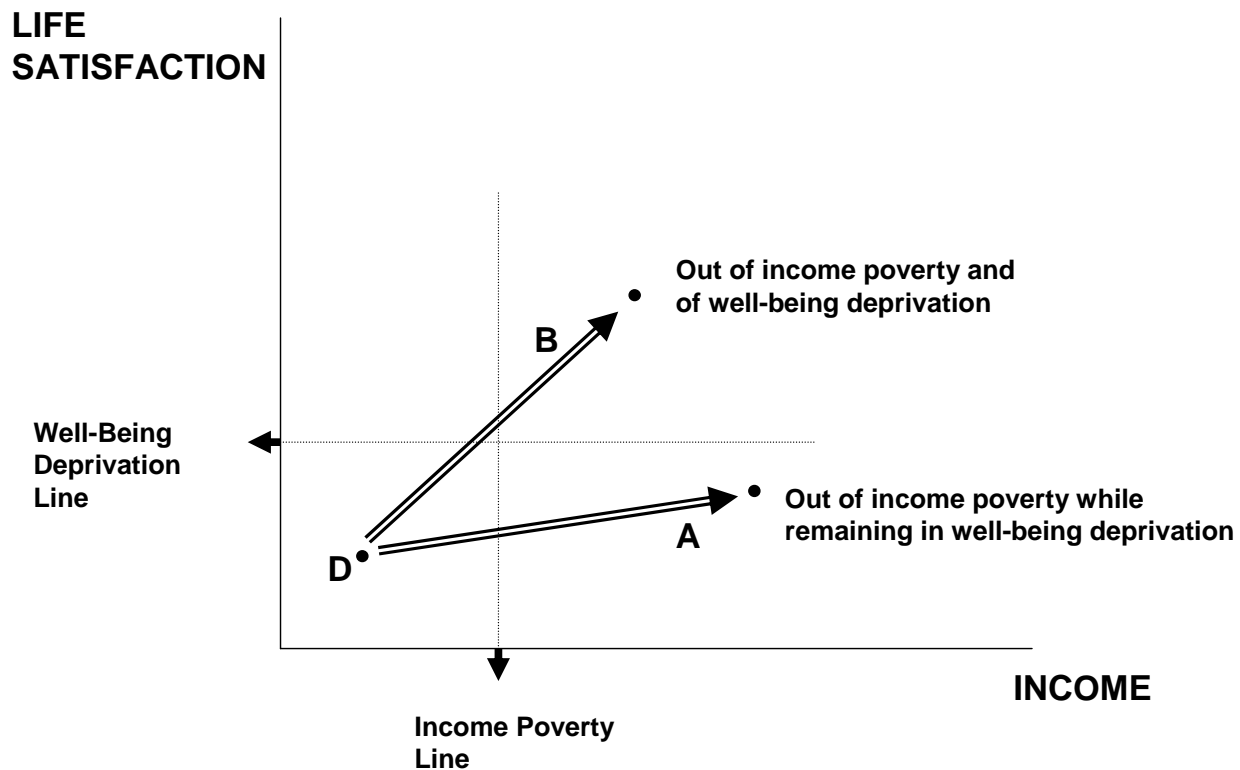 LIFE
SATISFACTION
Out of income poverty and
of well-being deprivation
B
Well-Being
Deprivation
Line
Out of income poverty while
remaining in well-being deprivation
A
D
INCOME
Income Poverty
Line